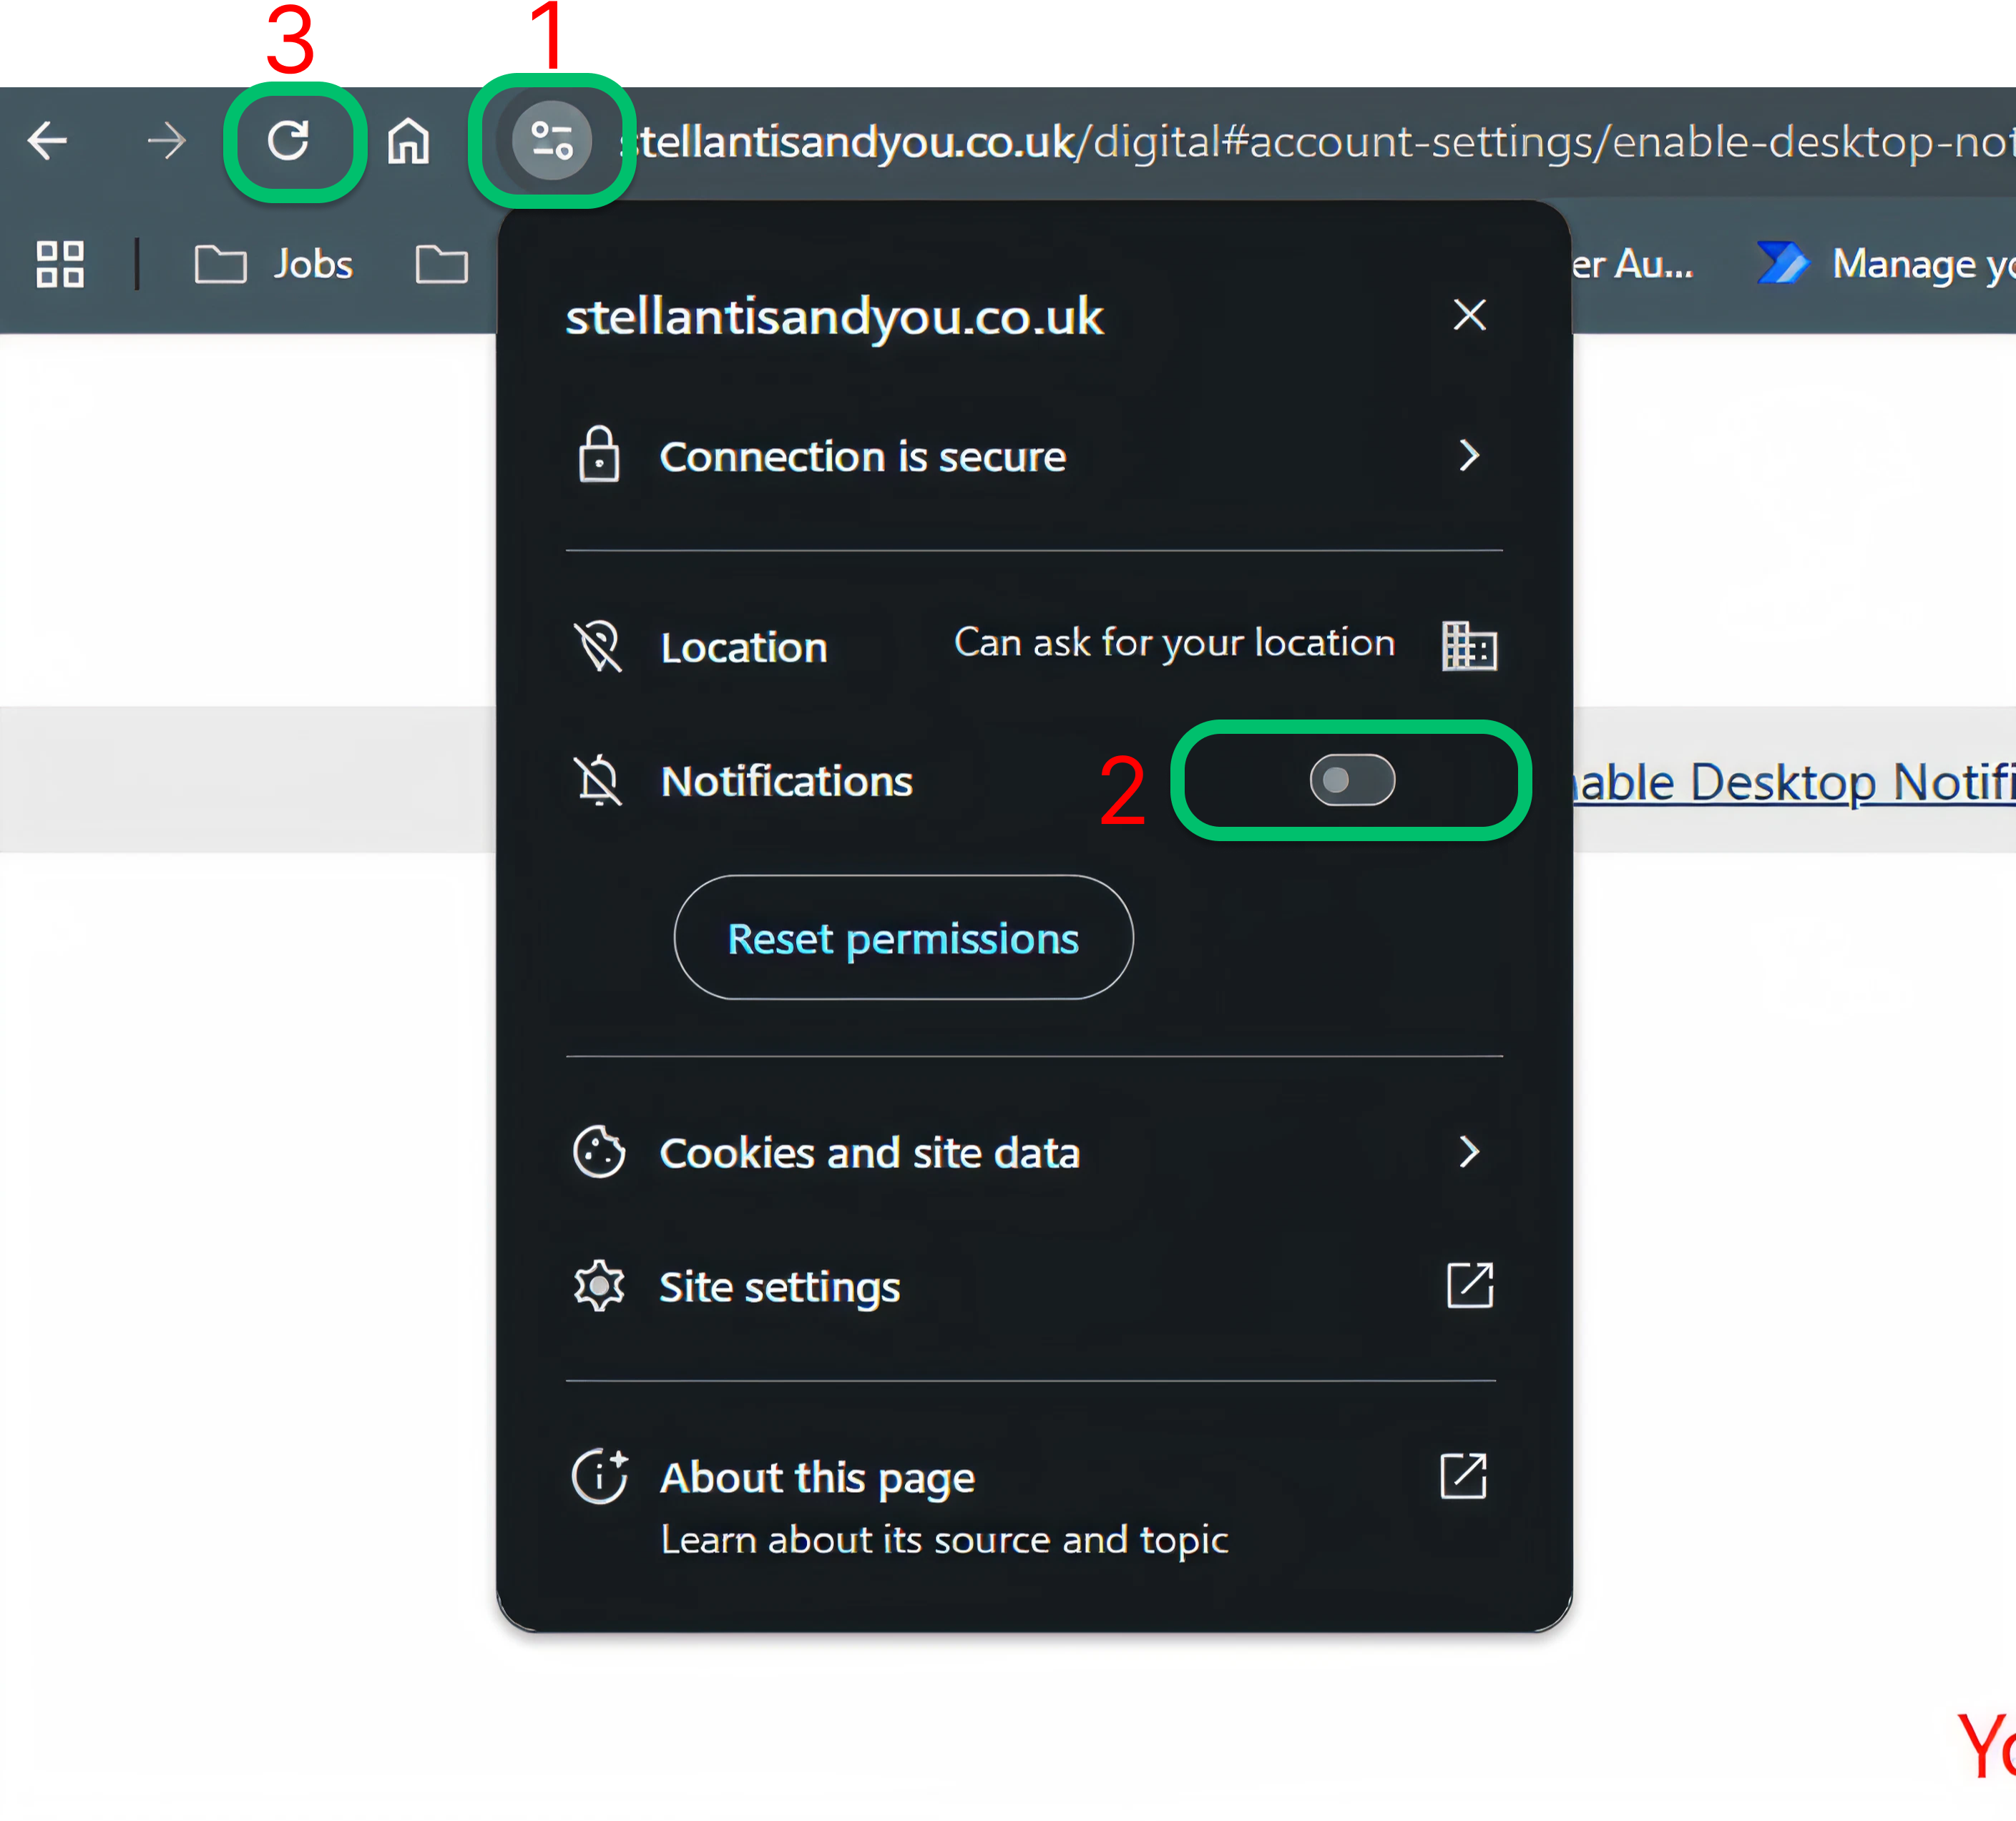 3
1
stellantisandyou.co.uk/digital#account-settings/enable-desktop-not
Jobs
er Au...
Manage yo
stellantisandyou.co.uk
Connection is secure
Location
Can ask for your location
Notifications
2
able Desktop Notifi
Reset permissions
Cookies and site data
Site settings
About this page
Learn about its source and topic
Yo